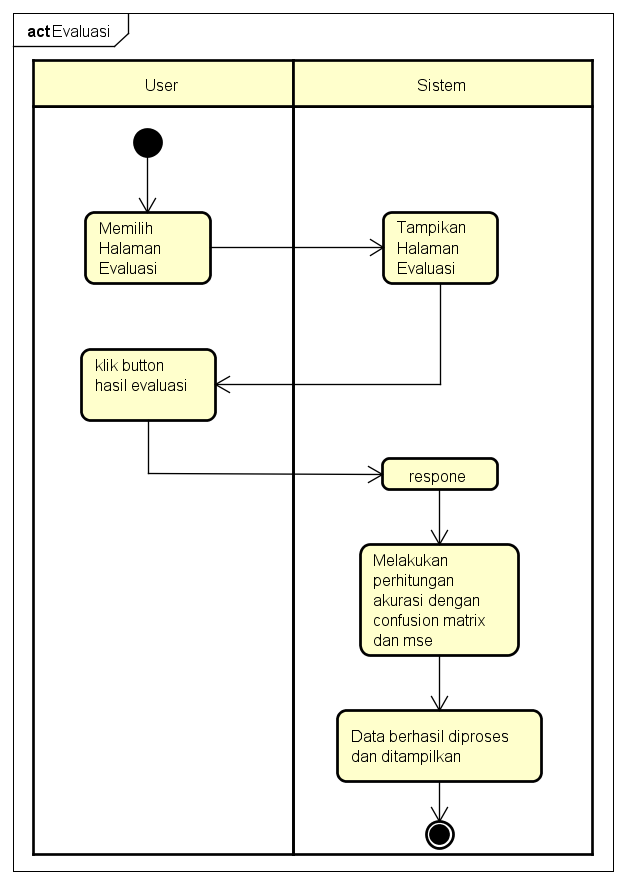 act Evaluasi
User
Sistem
Memilih
Halaman
Evaluasi
Tampikan
Halaman
Evaluasi
klik button
hasil evaluasi
respone
Melakukan
perhitungan
akurasi dengan
confusion matrix
dan mse
Data berhasil diproses
dan ditampilkan